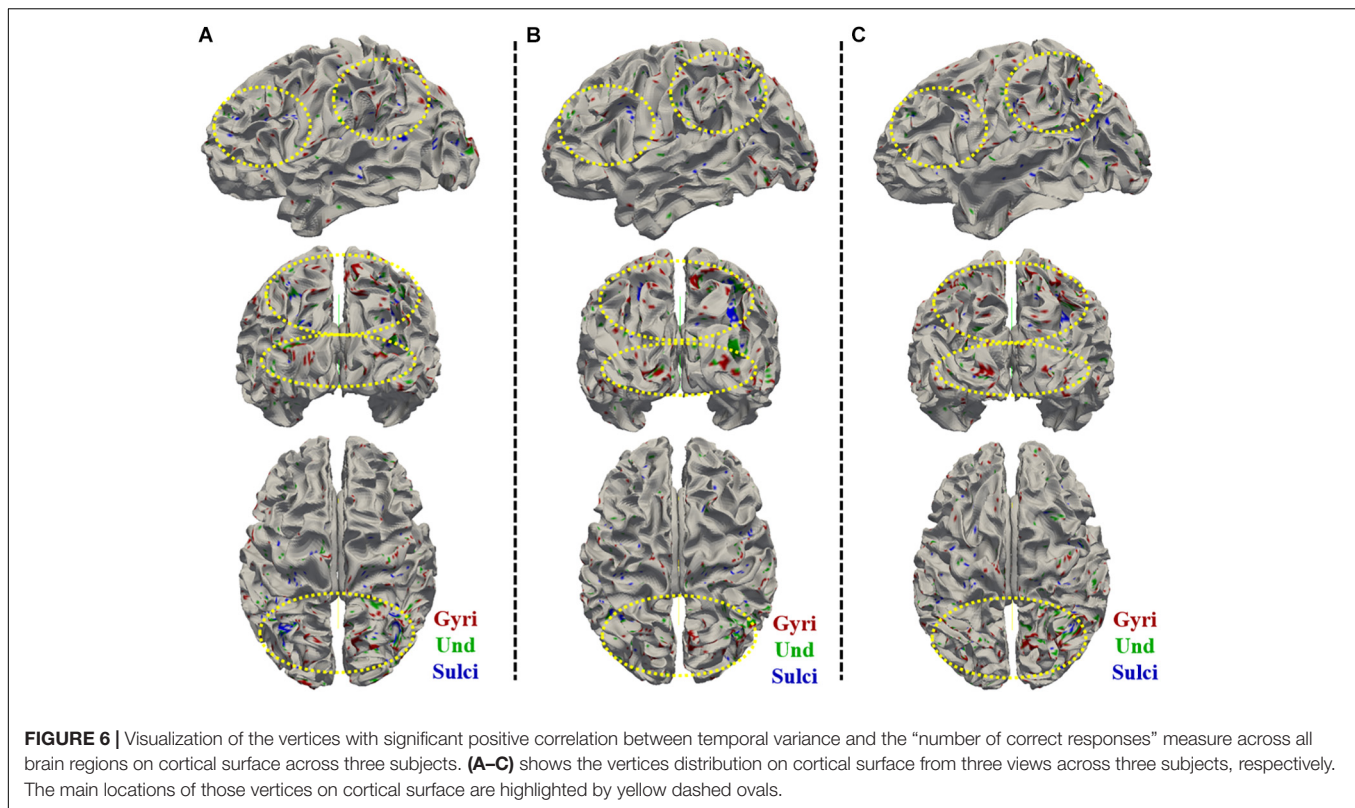 A
B
C
Gyri
Und
Sulci
Gyri
Und
Sulci
Gyri
Und
Sulci
FIGURE 6 | Visualization of the vertices with significant positive correlation between temporal variance and the “number of correct responses” measure across all
brain regions on cortical surface across three subjects. (A–C) shows the vertices distribution on cortical surface from three views across three subjects, respectively.
The main locations of those vertices on cortical surface are highlighted by yellow dashed ovals.